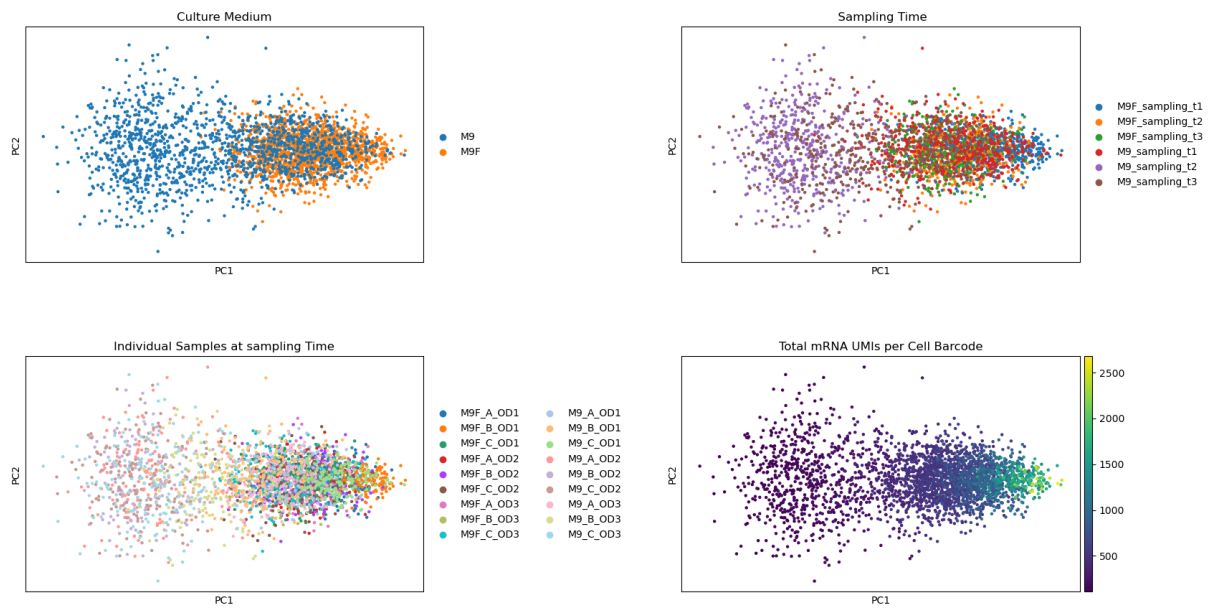 Culture Medium
PC2
PC1
M9
M9F
Sampling Time
PC2
PC1
M9F_sampling_t1
M9F_sampling_t2
M9F_sampling_t3
M9_sampling_t1
M9_sampling_t2
M9_sampling_t3
Individual Samples at sampling Time
PC2
PC1
M9F_A_OD1
M9F_B_OD1
M9F_C_OD1
M9F_A_OD2
M9F_B_OD2
M9F_C_OD2
M9F_A_OD3
M9F_B_OD3
M9F_C_OD3
M9_A_OD1
M9_B_OD1
M9_C_OD1
M9_A_OD2
M9_B_OD2
M9_C_OD2
M9_A_OD3
M9_B_OD3
M9_C_OD3
Total mRNA UMIs per Cell Barcode
PC2
PC1
2500
2000
1500
1000
500